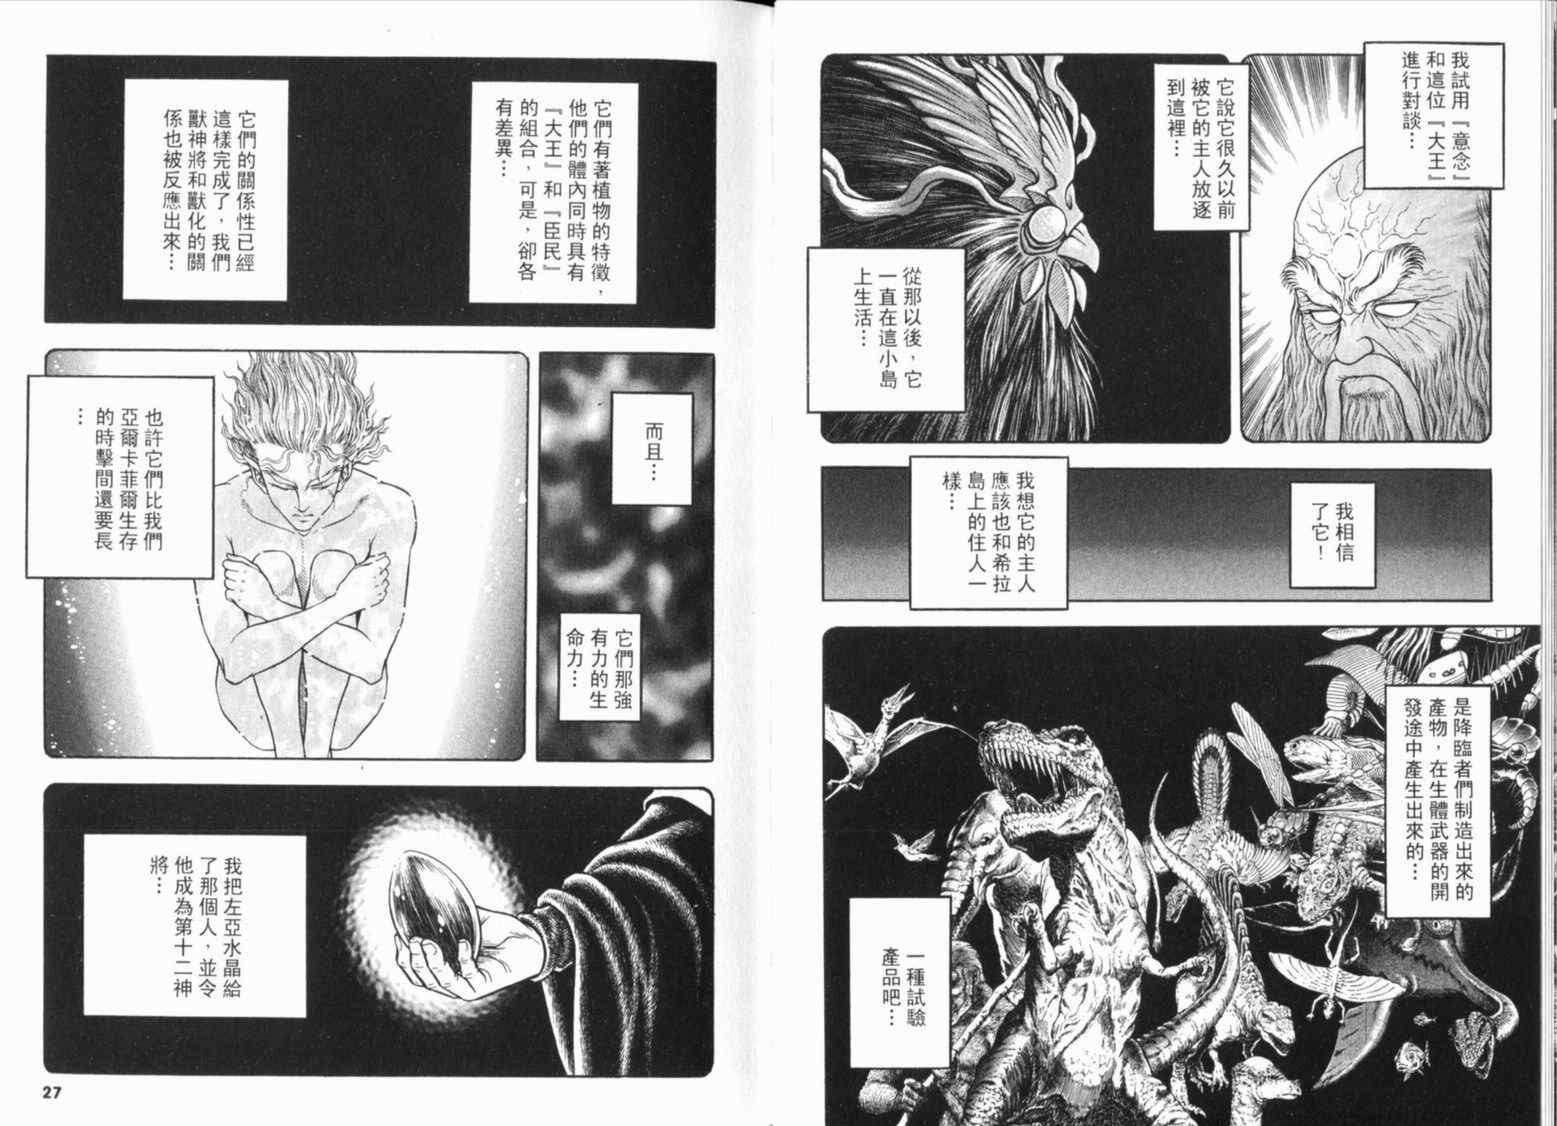 我試用『意念』
和這位『大王』
進行對談…
它說它很久以前
被它的主人放逐
到這裡…
從那以後，它
一直在這小島
上生活…
我相信
了它！
我想它的主人
應該也和希拉
島上的住人一
樣…
是降臨者們制造出來的
產物，在生體武器的開
發途中產生出來的…
一種試驗
產品吧…
它們有著植物的特徵，
他們的體內同時具有
『大王』和『臣民』
的組合，可是，卻各
有差異…
它們的關係性已經
這樣完成了，我們
獸神將和獸化的關
係也被反應出來…
而且…
它們那強
有力的生
命力…
也許它們比我們
亞爾卡菲爾生存
的時擊間還要長
…
我把左亞水晶給
了那個人，並令
他成為第十二神
將…
27